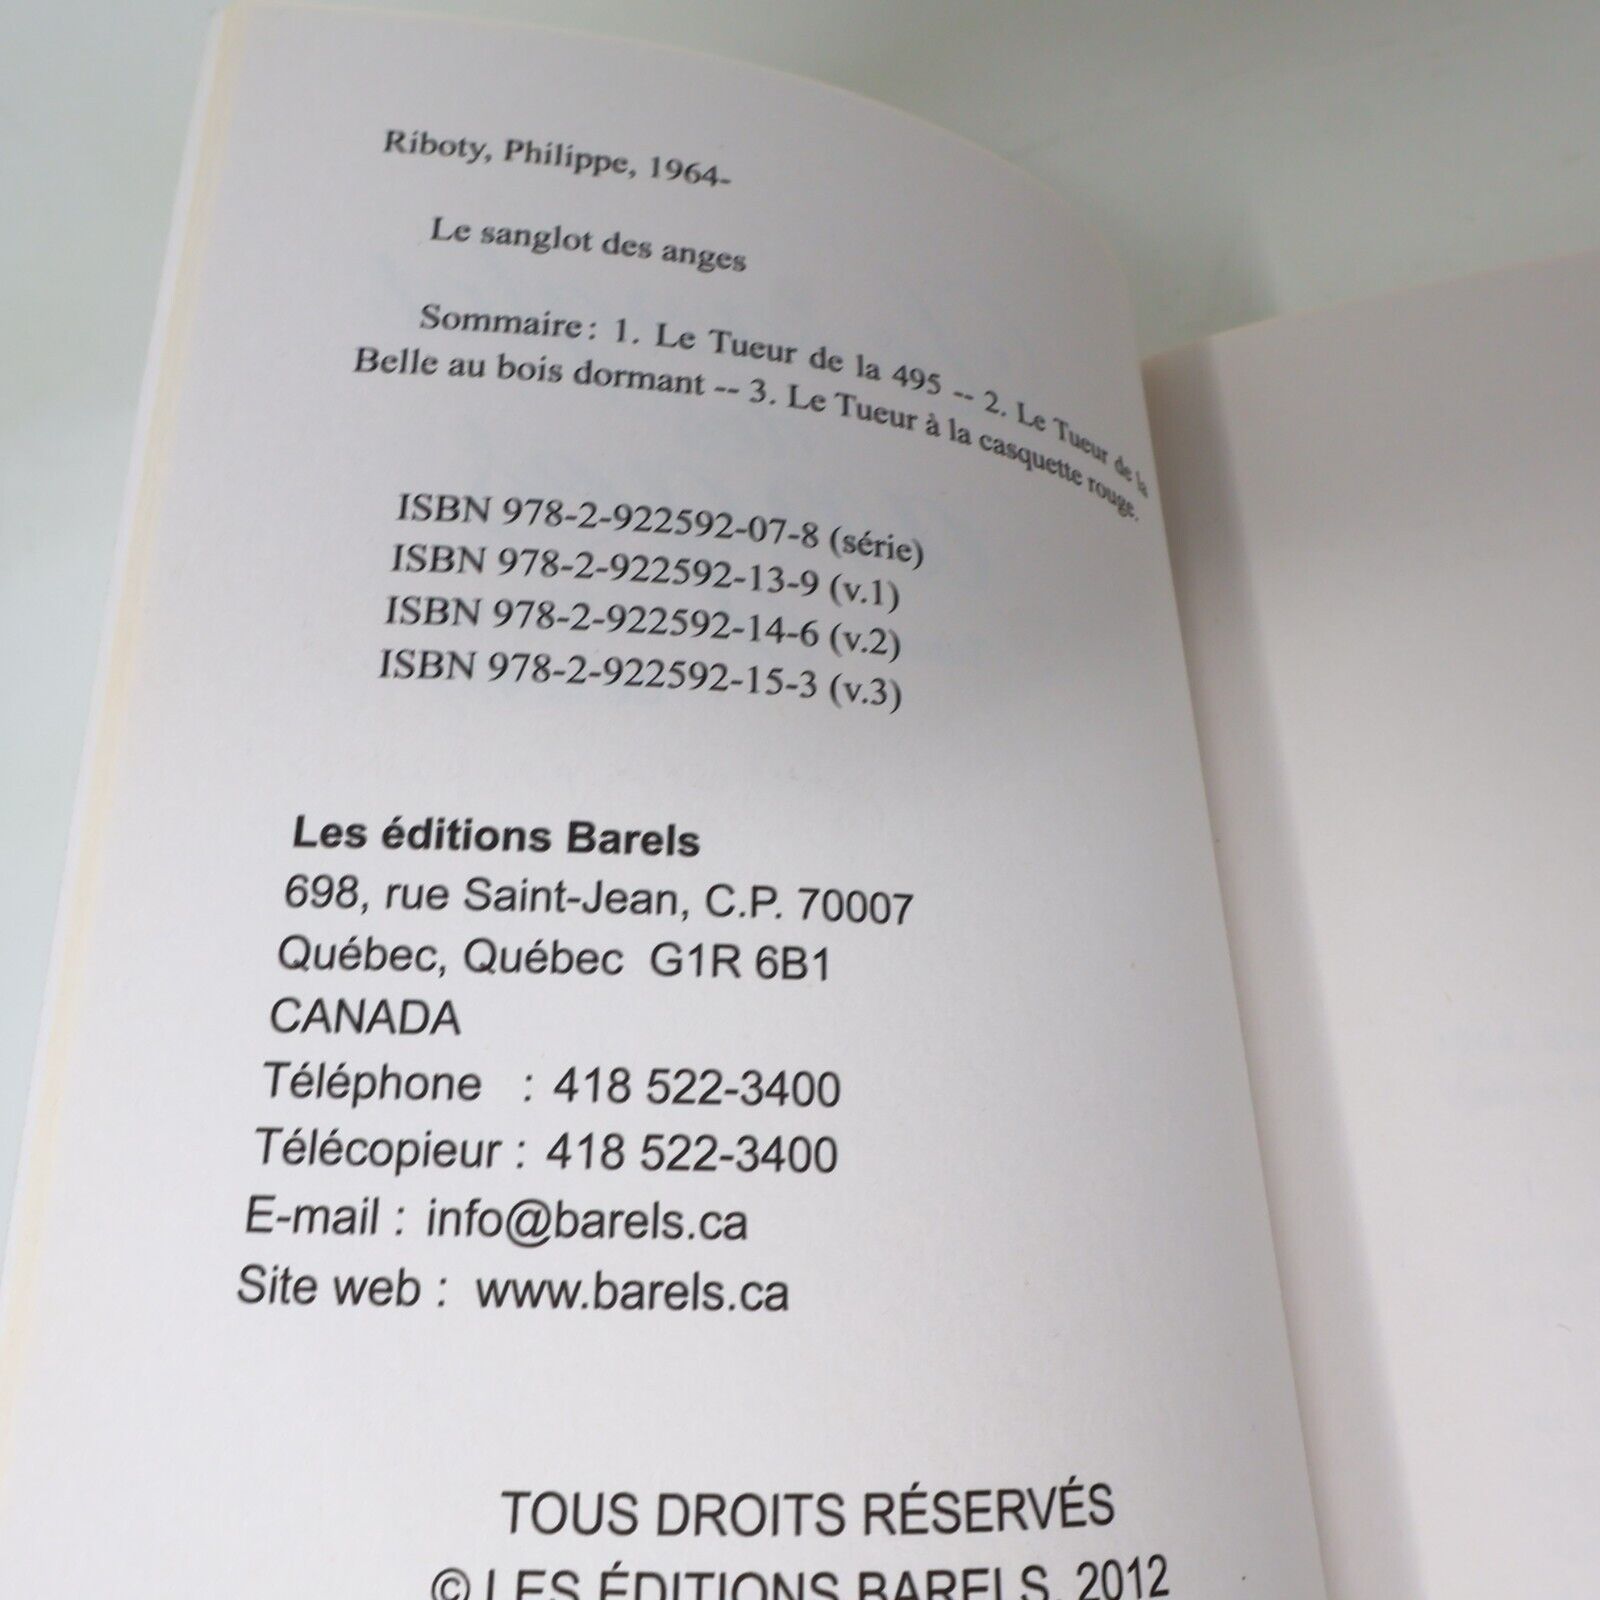 Riboty, Philippe, 1964-
Le sanglot des anges
Sommaire : 1. Le Tueur de la 495 -- 2. Le Tueur de la
Belle au bois dormant -- 3. Le Tueur à la casquette rouge.
ISBN 978-2-922592-07-8 (série)
ISBN 978-2-922592-13-9 (v.1)
ISBN 978-2-922592-14-6 (v.2)
ISBN 978-2-922592-15-3 (v.3)
Les éditions Barels
698, rue Saint-Jean, C.P. 70007
Québec, Québec G1R 6B1
CANADA
Téléphone : 418 522-3400
Télécopieur : 418 522-3400
E-mail : info@barels.ca
Site web : www.barels.ca
TOUS DROITS RÉSERVÉS
© LES ÉDITIONS BARELS, 2012